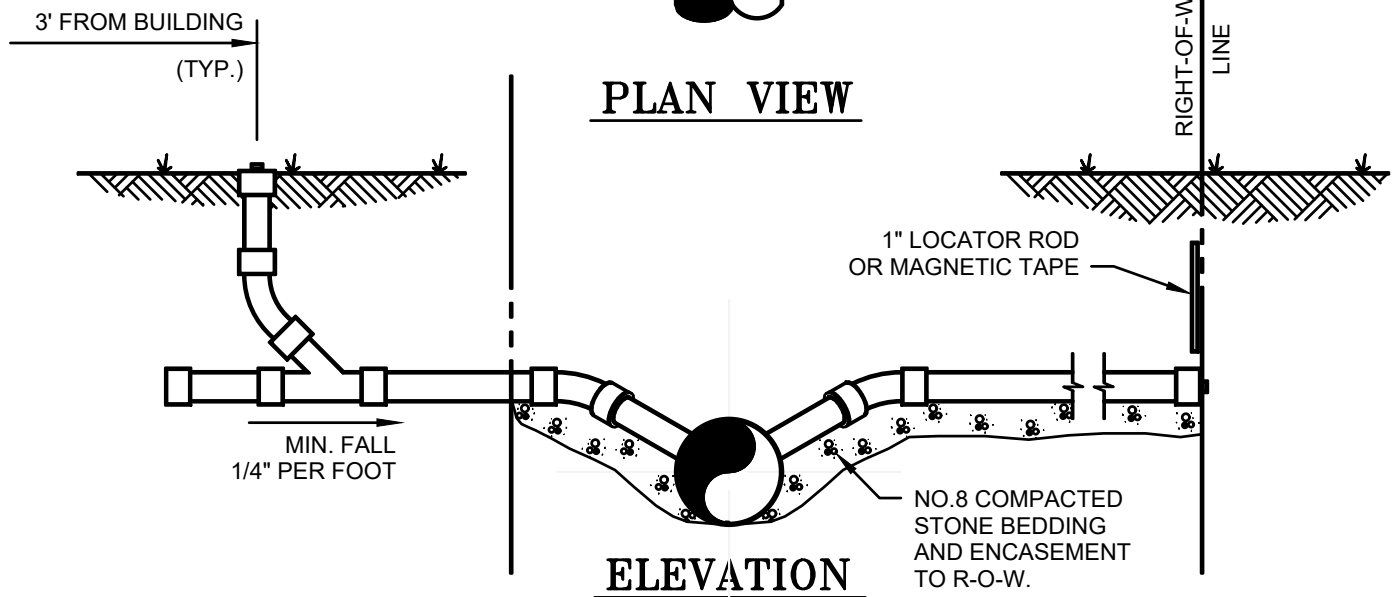 3' FROM BUILDING
(TYP.)
PLAN VIEW
RIGHT-OF-W
LINE
1" LOCATOR ROD
OR MAGNETIC TAPE
MIN. FALL
1/4" PER FOOT
NO.8 COMPACTED
STONE BEDDING
AND ENCASEMENT
TO R-O-W.
ELEVATION